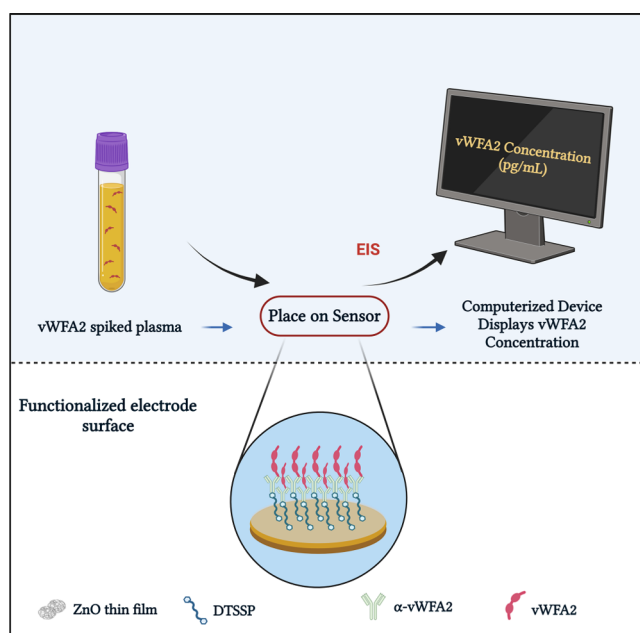 vWFA2 Concentration
(pg/mL)
EIS
vWFA2 spiked plasma
Place on Sensor
Computerized Device
Displays vWFA2
Concentration
Functionalized electrode
surface
ZnO thin film
DTSSP
α-vWFA2
vWFA2